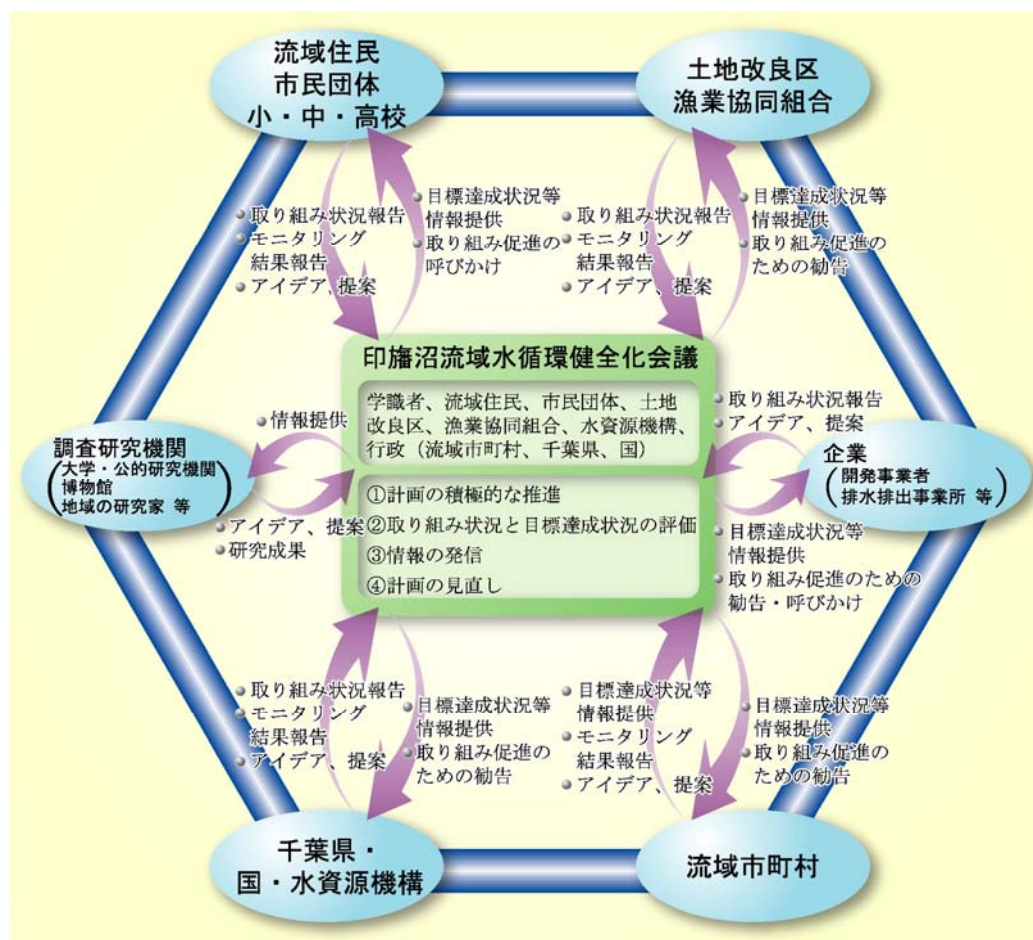 流域住民
市民団体
小・中・高校
土地改良区
漁業協同組合
取り組み状況報告
モニタリング
結果報告
アイデア、提案
目標達成状況等
情報提供
取り組み促進の
呼びかけ
取り組み状況報告
モニタリング
結果報告
アイデア、提案
目標達成状況等
情報提供
取り組み促進の
ための勧告
印旛沼流域水循環健全化会議
学識者、流域住民、市民団体、土地
改良区、漁業協同組合、水資源機構、
行政（流域市町村、千葉県、国）
①計画の積極的な推進
②取り組み状況と目標達成状況の評価
③情報の発信
④計画の見直し
情報提供
調査研究機関
（大学・公的研究機関
博物館
地域の研究家 等）
アイデア、提案
研究成果
取り組み状況報告
アイデア、提案
企業
（開発事業者
排水排出事業所 等）
目標達成状況等
情報提供
取り組み促進のための
勧告・呼びかけ
取り組み状況報告
モニタリング
結果報告
アイデア、提案
目標達成状況等
情報提供
取り組み促進の
ための勧告
目標達成状況等
情報提供
モニタリング
結果報告
アイデア、提案
目標達成状況等
情報提供
取り組み促進の
ための勧告
千葉県・
国・水資源機構
流域市町村